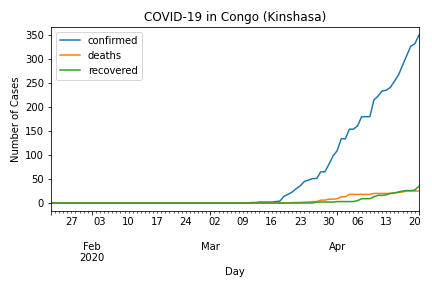 COVID-19 in Congo (Kinshasa)
confirmed
deaths
recovered
Number of Cases
350
300
250
200
150
100
50
0
27 03 10 17 24 02 09 16 23 30 06 13 20
Feb Mar Apr
2020
Day